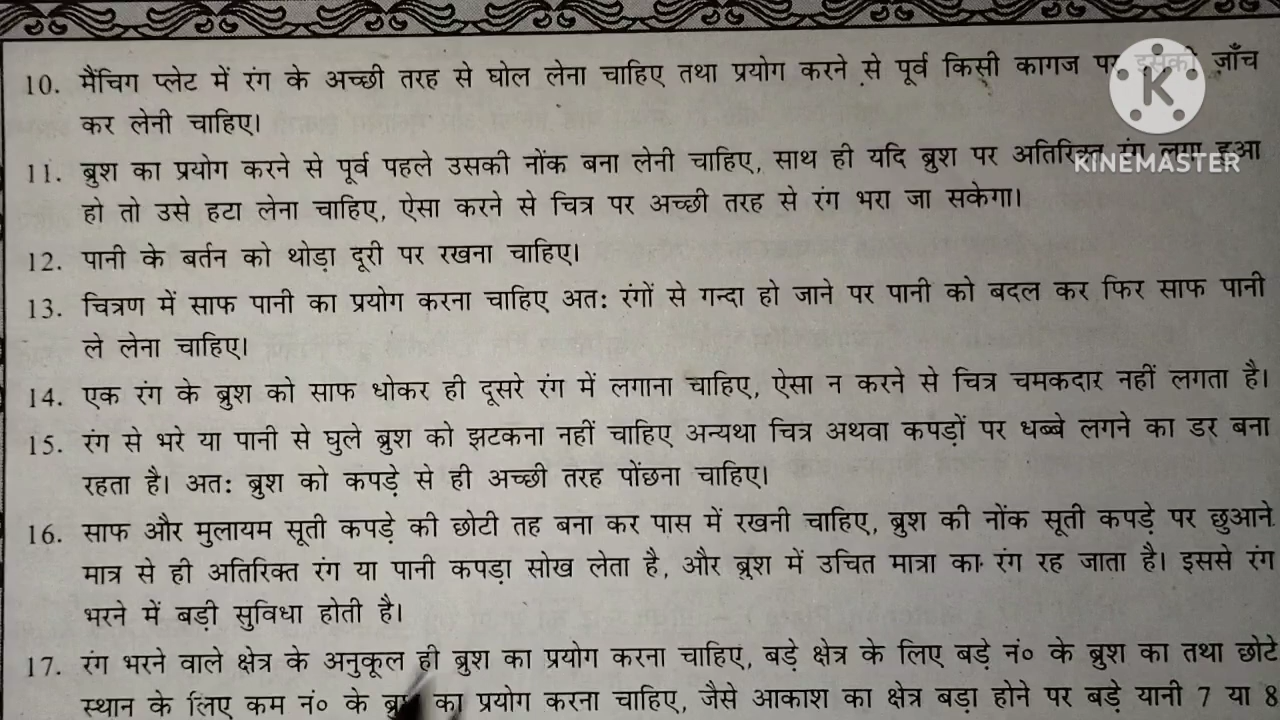 10. मैंचिग प्लेट में रंग के अच्छी तरह से घोल लेना चाहिए तथा प्रयोग करने से पूर्व किसी कागज पर इसकी जाँच
कर लेनी चाहिए।
11. ब्रुश का प्रयोग करने से पूर्व पहले उसकी नोंक बना लेनी चाहिए, साथ ही यदि ब्रुश पर अतिरिक्त रंग लगा हुआ
हो तो उसे हटा लेना चाहिए, ऐसा करने से चित्र पर अच्छी तरह से रंग भरा जा सकेगा।
12. पानी के बर्तन को थोड़ा दूरी पर रखना चाहिए।
13. चित्रण में साफ पानी का प्रयोग करना चाहिए अतः रंगों से गन्दा हो जाने पर पानी को बदल कर फिर साफ पानी
ले लेना चाहिए।
14. एक रंग के ब्रुश को साफ धोकर ही दूसरे रंग में लगाना चाहिए, ऐसा न करने से चित्र चमकदार नहीं लगता है।
15. रंग से भरे या पानी से घुले ब्रुश को झटकना नहीं चाहिए अन्यथा चित्र अथवा कपड़ों पर धब्बे लगने का डर बना
रहता है। अतः ब्रुश को कपड़े से ही अच्छी तरह पोंछना चाहिए।
16. साफ और मुलायम सूती कपड़े की छोटी तह बना कर पास में रखनी चाहिए, ब्रुश की नोंक सूती कपड़े पर छुआने
मात्र से ही अतिरिक्त रंग या पानी कपड़ा सोख लेता है, और ब्रुश में उचित मात्रा का रंग रह जाता है। इससे रंग
भरने में बड़ी सुविधा होती है।
17. रंग भरने वाले क्षेत्र के अनुकूल ही ब्रुश का प्रयोग करना चाहिए, बड़े क्षेत्र के लिए बड़े नं० के ब्रुश का तथा छोटे
स्थान के लिए कम नं० के का प्रयोग करना चाहिए, जैसे आकाश का क्षेत्र बड़ा होने पर बड़े यानी 7 या 8
K
KINEMASTER